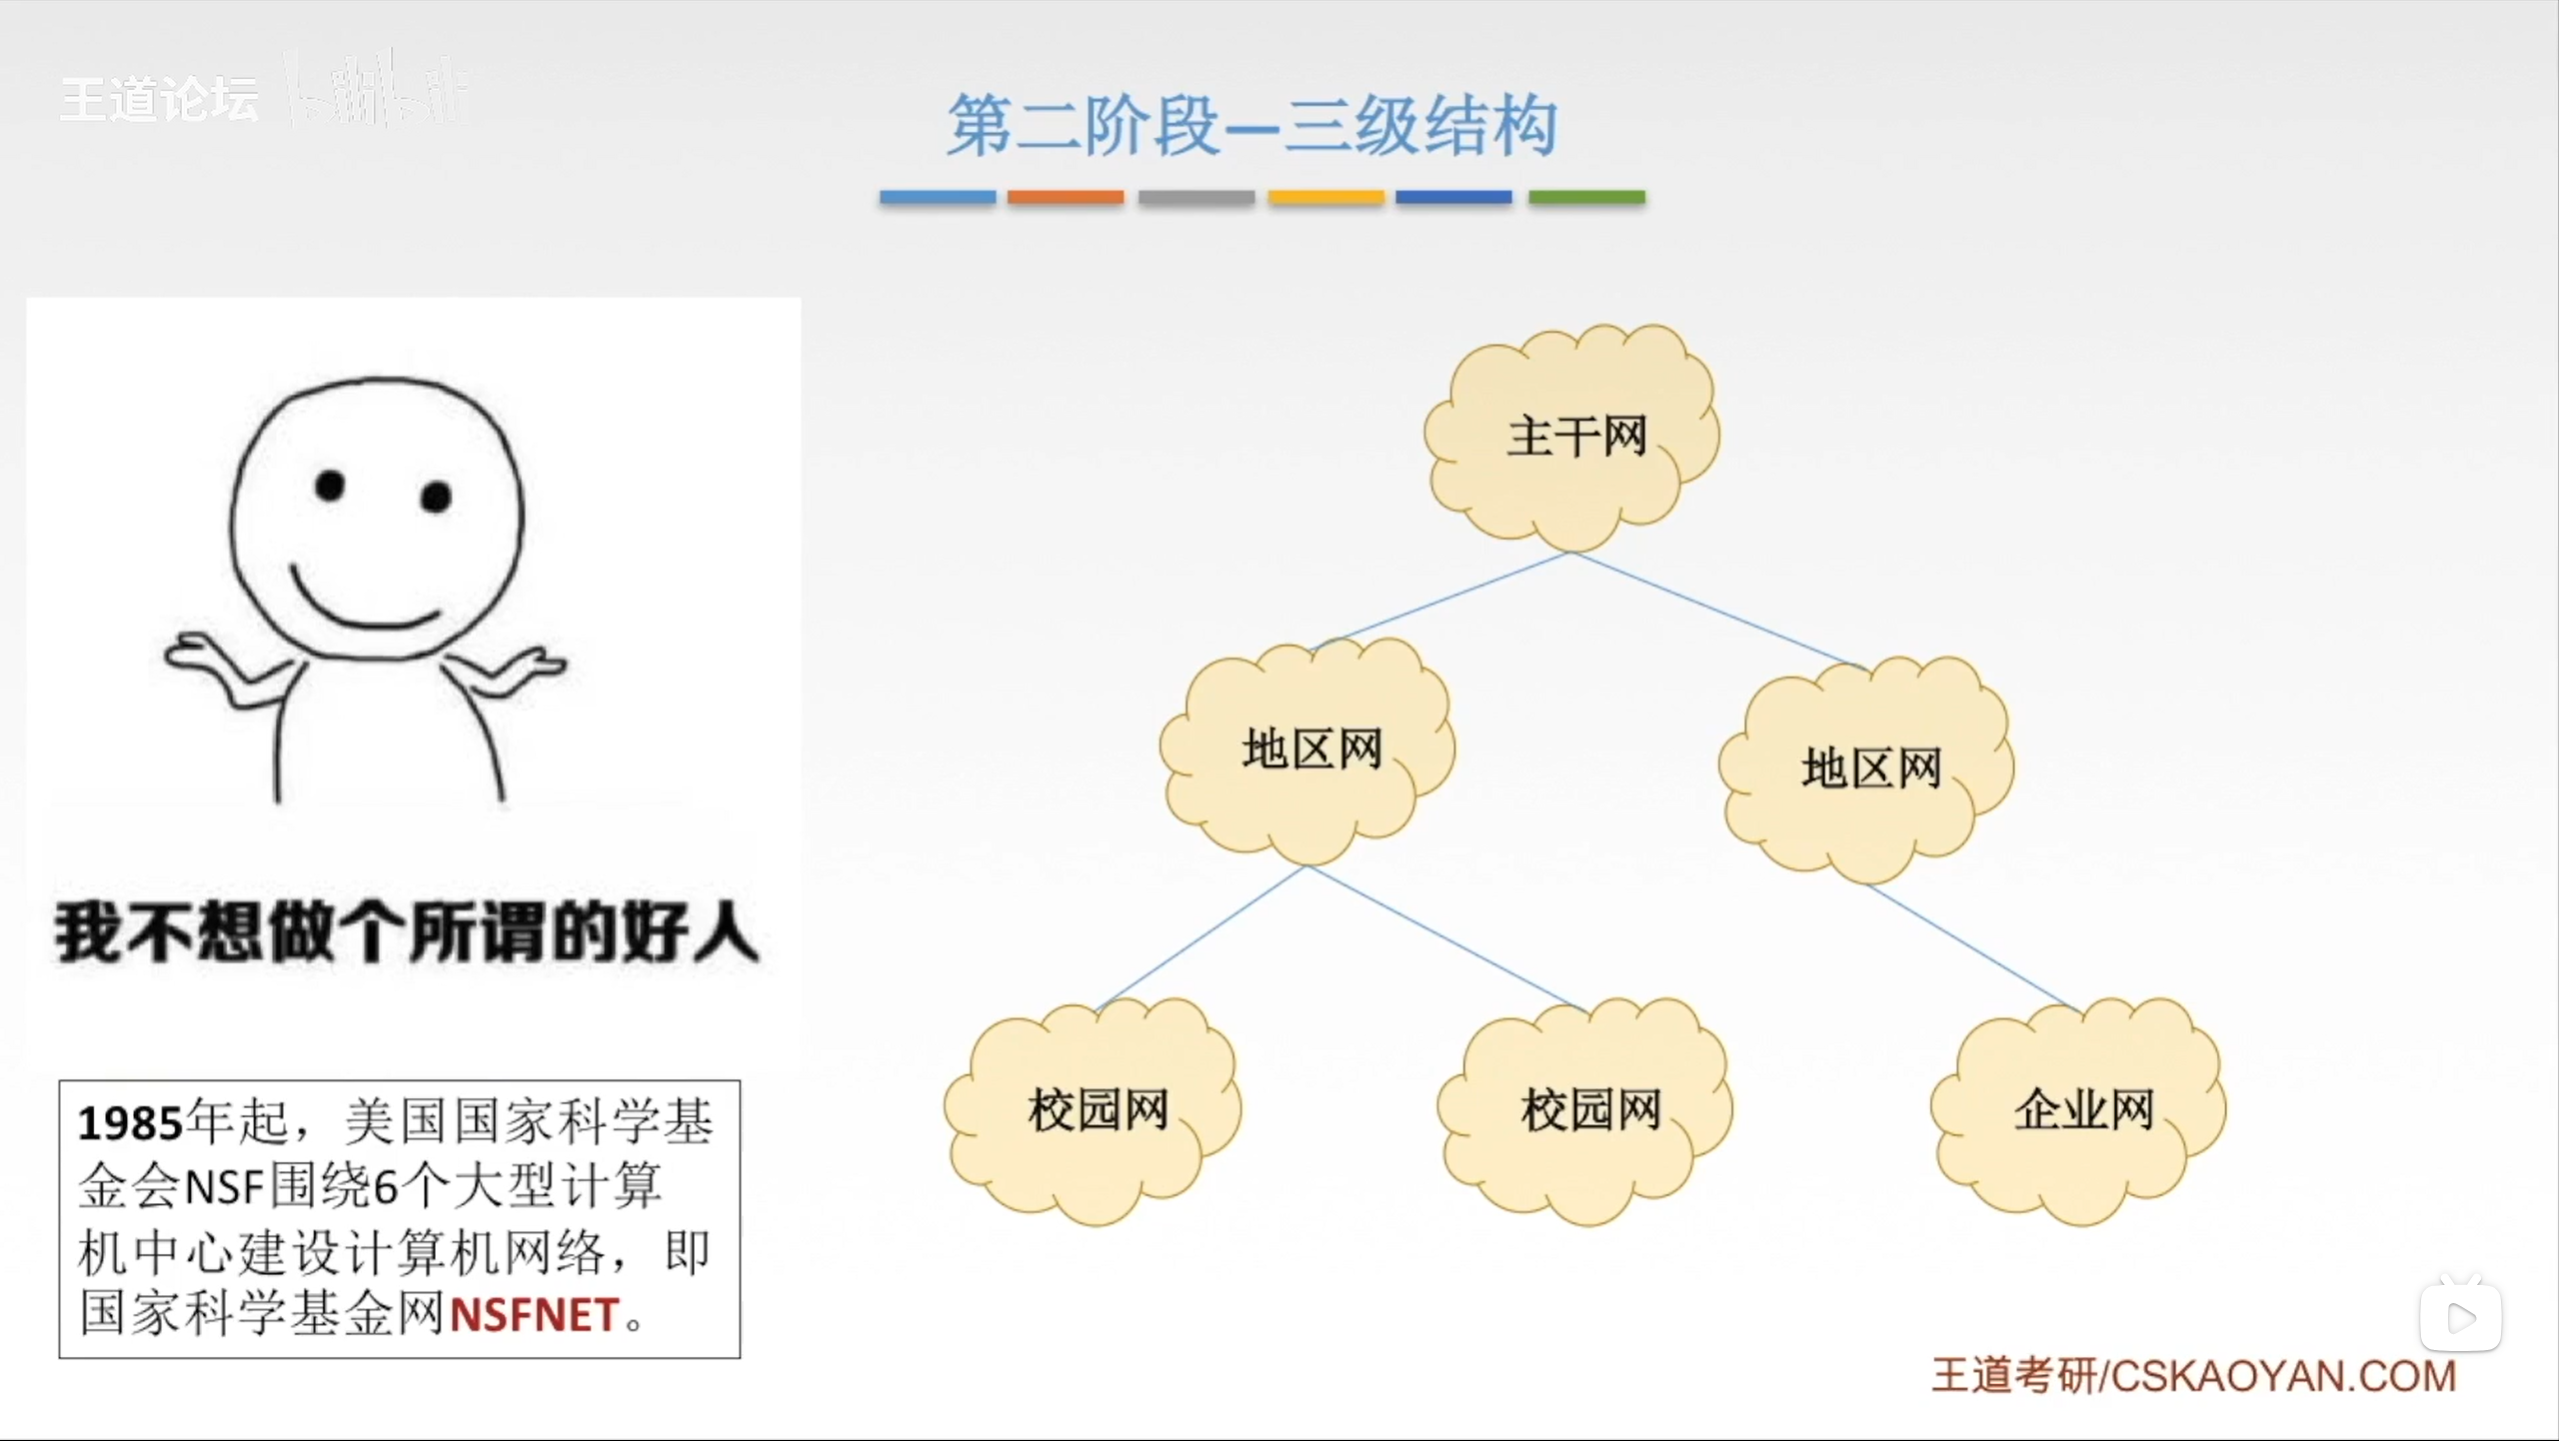 王道论坛 bilibili
第二阶段—三级结构
主干网
地区网
地区网
我不想做个所谓的好人
校园网
校园网
企业网
1985年起，美国国家科学基
金会NSF围绕6个大型计算
机中心建设计算机网络，即
国家科学基金网NSFNET。
王道考研/CSKAOYAN.COM